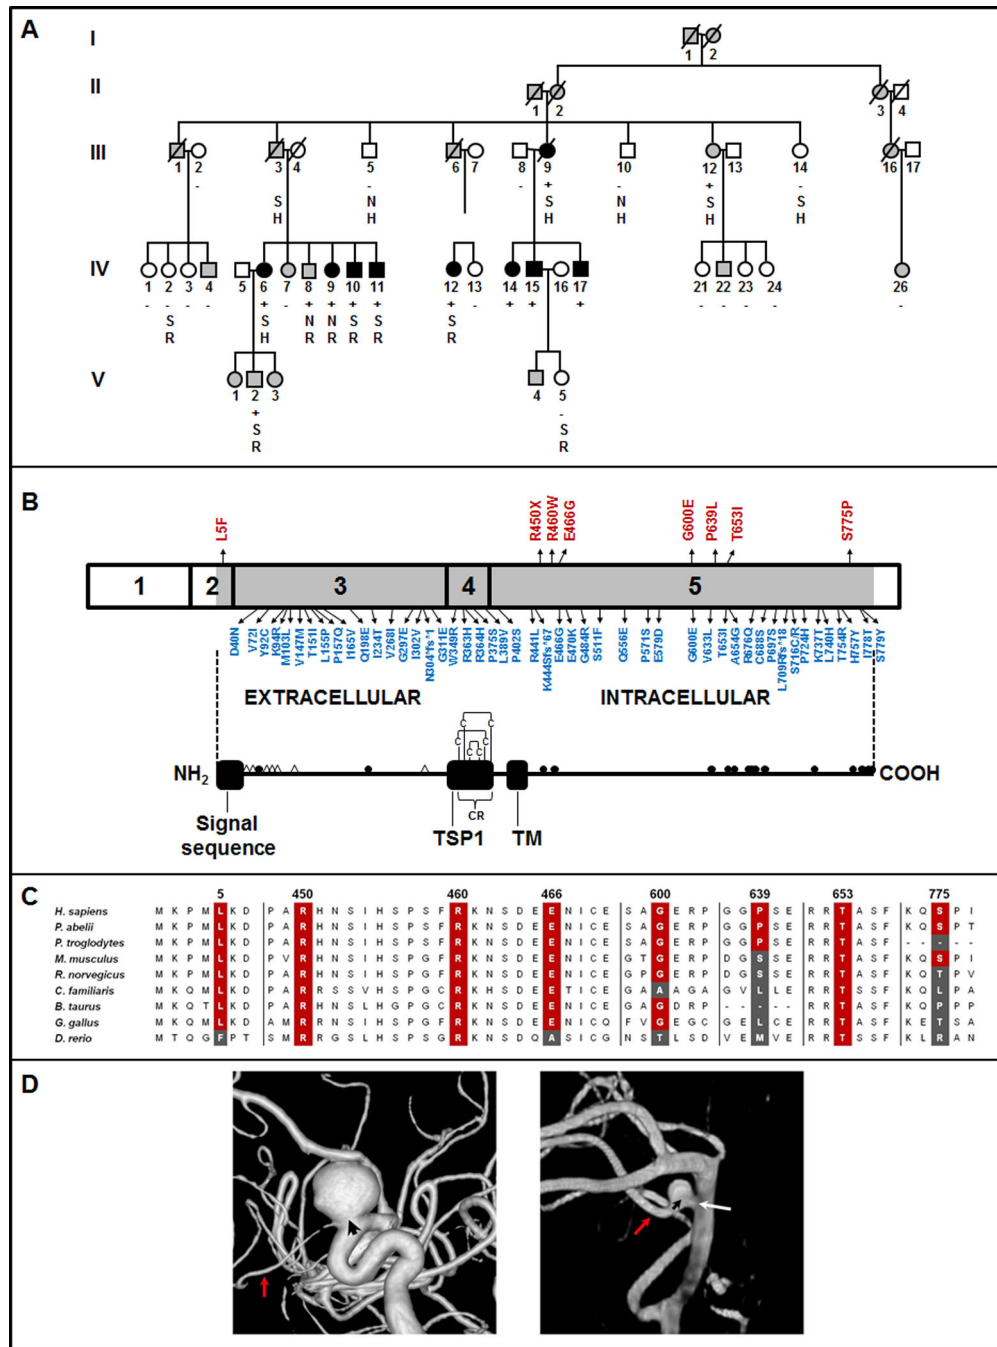 A
I
1 2
II
1 2 3 4
III
1 2 3 4 5 6 7 8 9 10 12 13 14 16 17
- - - + - + -
S N S N S S
H H H H H H
IV
1 2 3 4 5 6 7 8 9 10 11 12 13 14 15 16 17 21 22 23 24 26
- - - - + - + + + + + - + + + - - - - -
S S N N S S S
R H R R R R R
V
1 2 3 4 5
+ -
S S
R R
B
L5F R450X R460W E466G G600E P639L T653I S775P
1 2 3 4 5
D40N V72I Y92C K94R M103L V147M T151I L155P P157Q I165V Q198E I234T V268I G297E I302V N304*fs*1 G311E W349R R363H R364H P375S L389V P402S R441L K444Sfs*67 E466G E470K G484R S511F Q556E P571S E579D G600E V633L T653I A654G R676Q C688S P697S L709Rfs*18 S716C/R P724H K737T L740H T754R H757Y I778T S779Y
EXTRACELLULAR INTRACELLULAR
C C
C C
C C
NH2 COOH
CR
Signal
sequence
TSP1 TM
C
5 450 460 466 600 639 653 775
H. sapiens M K P M L K D P A R H N S I H S P S F R K N S D E E N I C E S A G E R P G G P S E R R T A S F K Q S P I
P. abelii M K P M L K D P A R H N S I H S P S F R K N S D E E N I C E S A G E R P G G P S E R R T A S F K Q S P T
P. troglodytes M K P M L K D P A R H N S I H S P S F R K N S D E E N I C E S A G E R P G G P S E R R T A S F - - - - -
M. musculus M K P M L K D P V R H N S I H S P G F R K N S D E E N I C E G T G E R P D G S S E R R T A S F K Q S P I
R. norvegicus M K P M L K D P A R H N S I H S P G F R K N S D E E N I C E G P G E R P D G S S E R R T A S F K Q T P V
C. familiaris M K Q M L K D P A R R S S V H S P G C R K H S D E E T I C E G A A A G A G V L L E R R T S S F K Q L P A
B. taurus M K Q T L K D P A R H N S L H G P G C R K N S D E E N I C E G A G D R P - - - - - R R T A S F K Q P P P
G. gallus M K Q M L K D A M R R N S I H S P G F R K N S D E E N I C Q F V G E G C G E L C E R R T A S F K E T S A
D. rerio M T Q G F P T S M R R G S L H S P S G R K N S D Q A S I C G N S T L S D V E M V E R R T S S F K L R A N
D